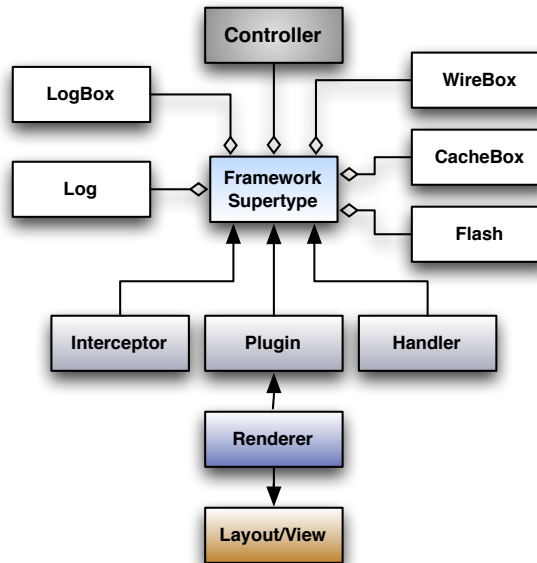 Controller
LogBox
WireBox
Log
Framework
Supertype
CacheBox
Flash
Interceptor
Plugin
Handler
Renderer
Layout/View